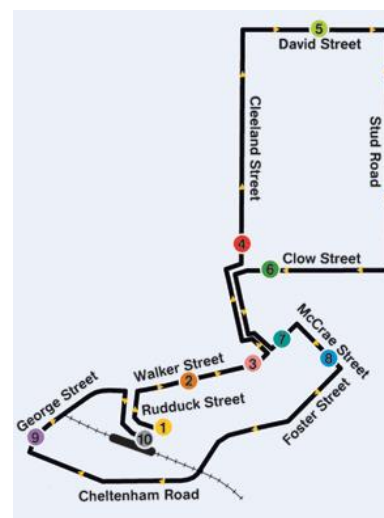 5
David Street
Cleeland Street
Stud Road
4
6
Clow Street
7
McCrae Street
8
3
Walker Street
2
Foster Street
George Street
Rudduck Street
1
9
10
Cheltenham Road